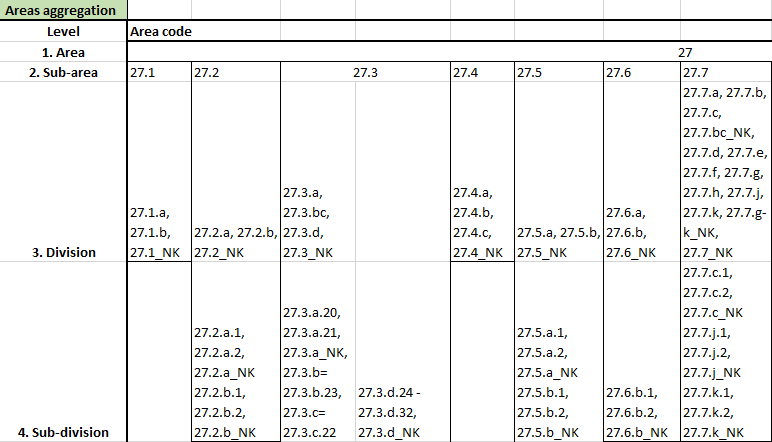 Areas aggregation
Level
Area code
1. Area
27
2. Sub-area
27.1
27.2
27.3
27.4
27.5
27.6
27.7
3. Division
27.1.a,
27.1.b,
27.1_NK
27.2.a, 27.2.b,
27.2_NK
27.3.a,
27.3.bc,
27.3.d,
27.3_NK
27.4.a,
27.4.b,
27.4.c,
27.4_NK
27.5.a, 27.5.b,
27.5_NK
27.6.a,
27.6.b,
27.6_NK
27.7.a, 27.7.b,
27.7.c,
27.7.bc_NK,
27.7.d, 27.7.e,
27.7.f, 27.7.g,
27.7.h, 27.7.j,
27.7.k, 27.7.g-
k_NK,
27.7_NK
4. Sub-division
27.2.a.1,
27.2.a.2,
27.2.a_NK
27.2.b.1,
27.2.b.2,
27.2.b_NK
27.3.a.20,
27.3.a.21,
27.3.a_NK,
27.3.b=
27.3.b.23,
27.3.c=
27.3.c.22
27.3.d.24 -
27.3.d.32,
27.3.d_NK
27.5.a.1,
27.5.a.2,
27.5.a_NK
27.5.b.1,
27.5.b.2,
27.5.b_NK
27.6.b.1,
27.6.b.2,
27.6.b_NK
27.7.c.1,
27.7.c.2,
27.7.c_NK
27.7.j.1,
27.7.j.2,
27.7.j_NK
27.7.k.1,
27.7.k.2,
27.7.k_NK